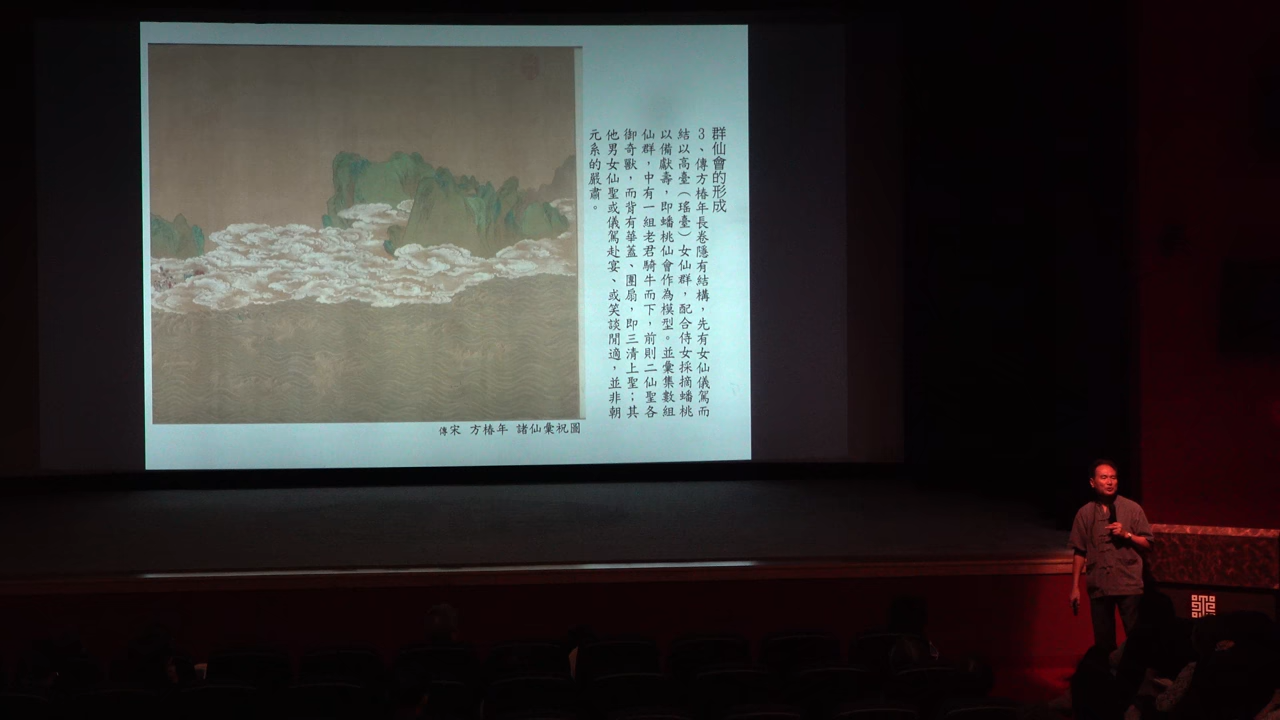 群仙會的形成
3、傳方椿年長卷隱有結構，先有女仙儀駕而
結以高臺（瑤臺）女仙群，配合侍女採摘蟠桃
以備獻壽，即蟠桃仙會作為模型。並彙集數組
仙群，中有一組老君騎牛而下，前則二仙聖各
御奇獸，而背有華蓋、團扇，即三清上聖；其
他男女仙聖或儀駕赴宴、或笑談閒適，並非朝
元系的嚴肅。
傳宋 方椿年 諸仙彙祝圖